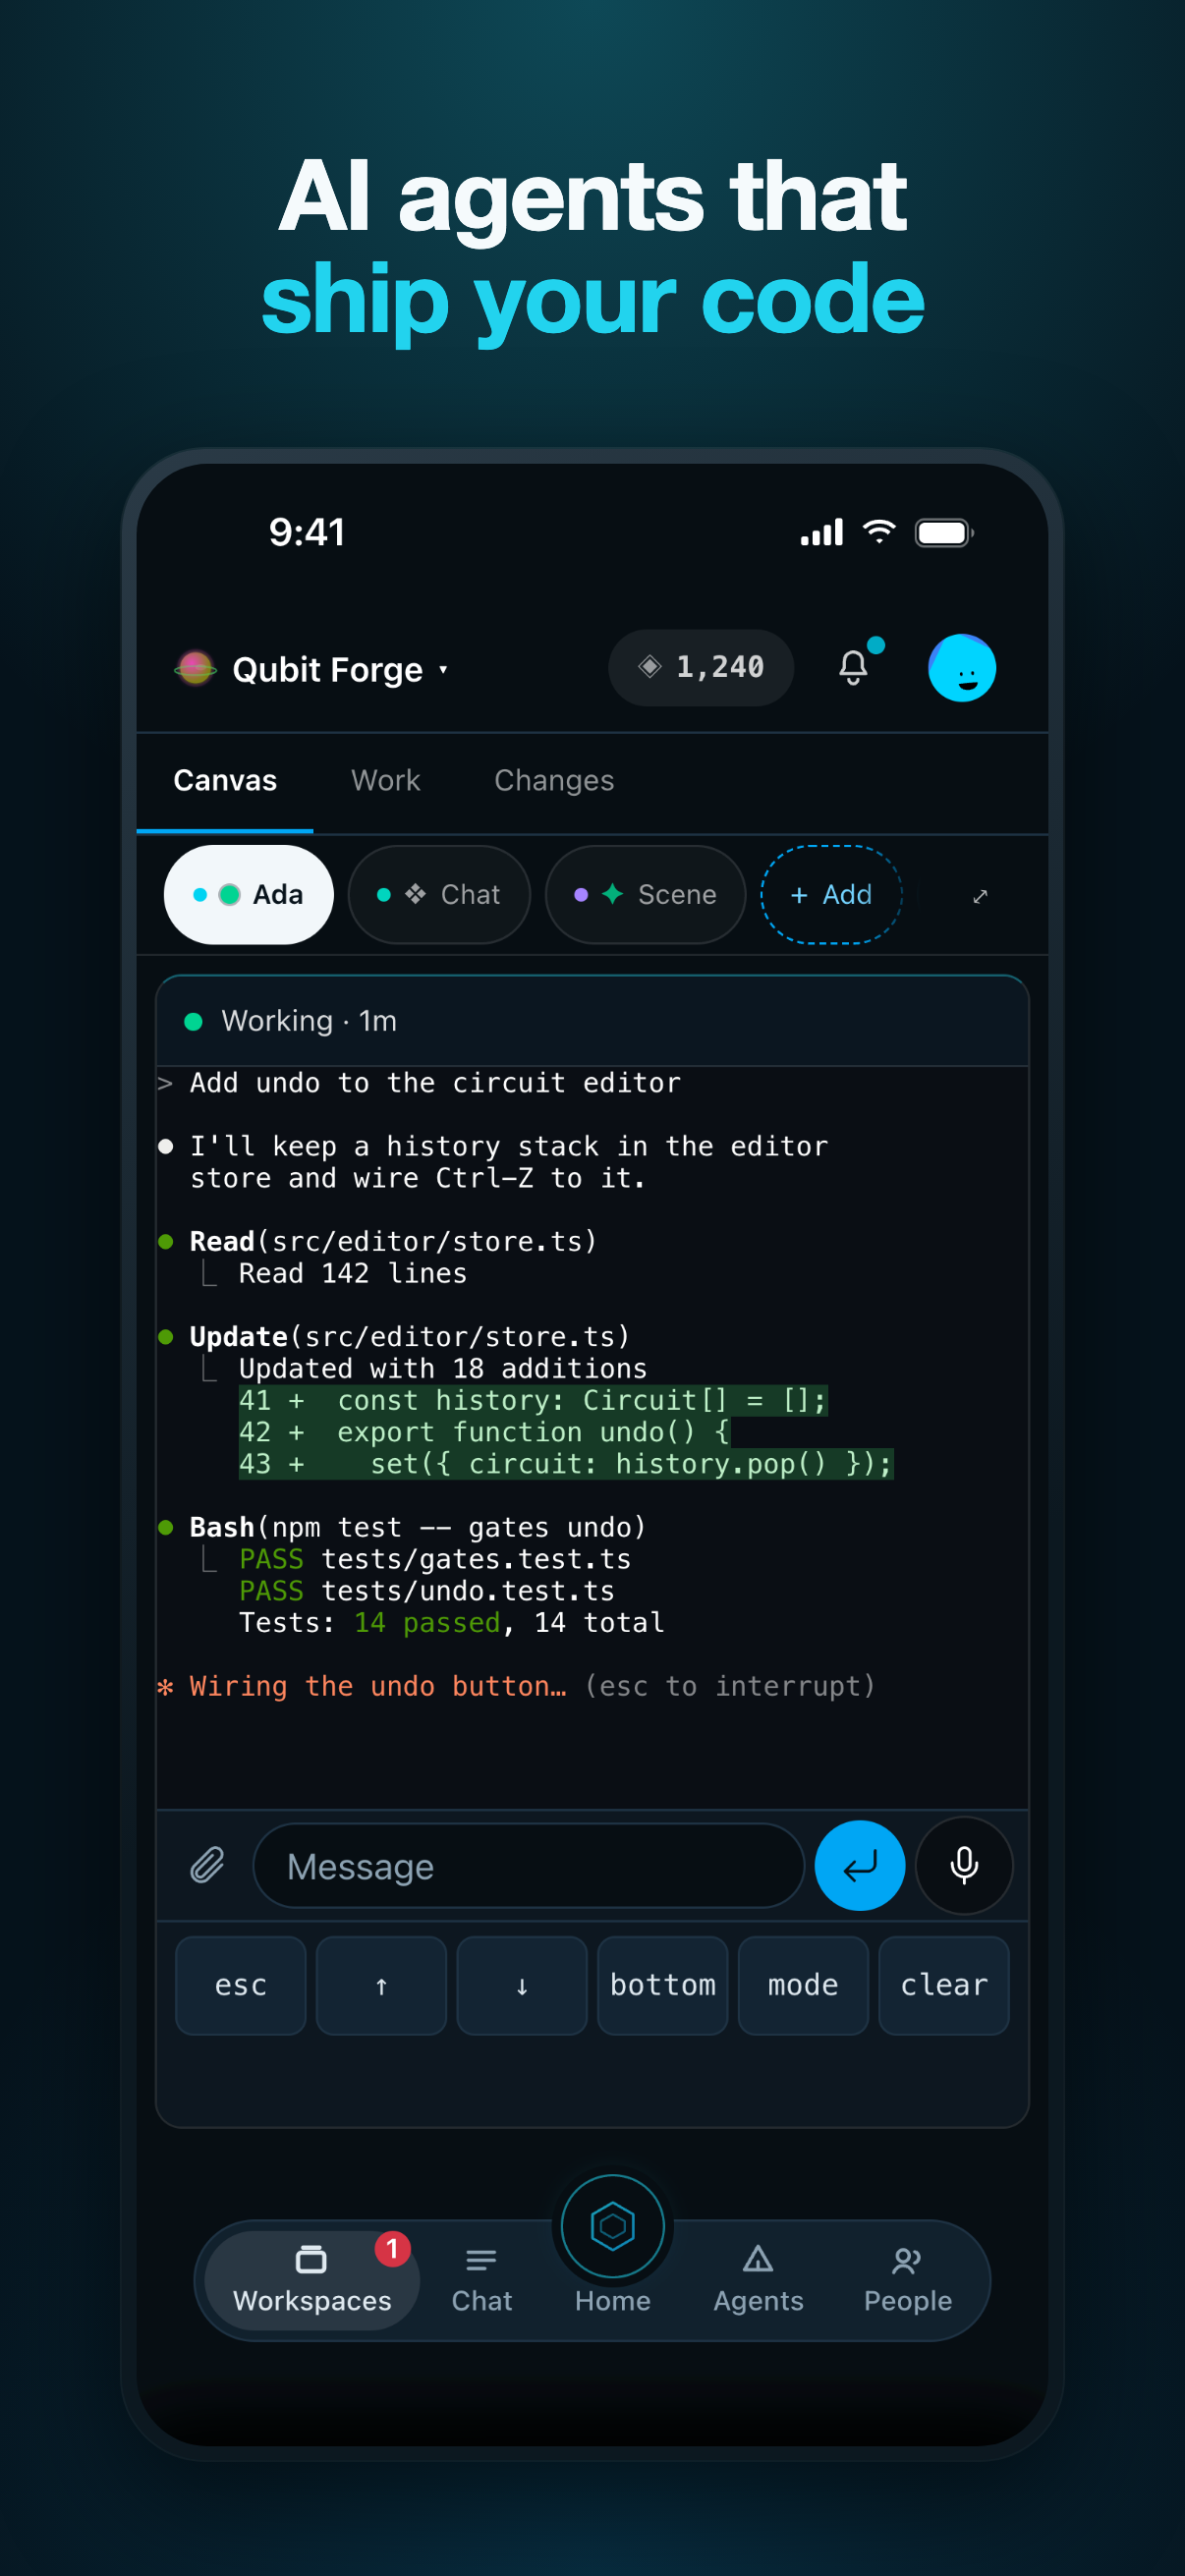 AI agents that
ship your code
9:41
Qubit Forge
1,240
Canvas Work Changes
Ada Chat Scene + Add
Working · 1m
> Add undo to the circuit editor
I'll keep a history stack in the editor
store and wire Ctrl-Z to it.
Read(src/editor/store.ts)
Read 142 lines
Update(src/editor/store.ts)
Updated with 18 additions
41 + const history: Circuit[] = [];
42 + export function undo() {
43 + set({ circuit: history.pop() });
Bash(npm test -- gates undo)
PASS tests/gates.test.ts
PASS tests/undo.test.ts
Tests: 14 passed, 14 total
✻ Wiring the undo button… (esc to interrupt)
Message
esc ↑ ↓ bottom mode clear
1
Workspaces Chat Home Agents People